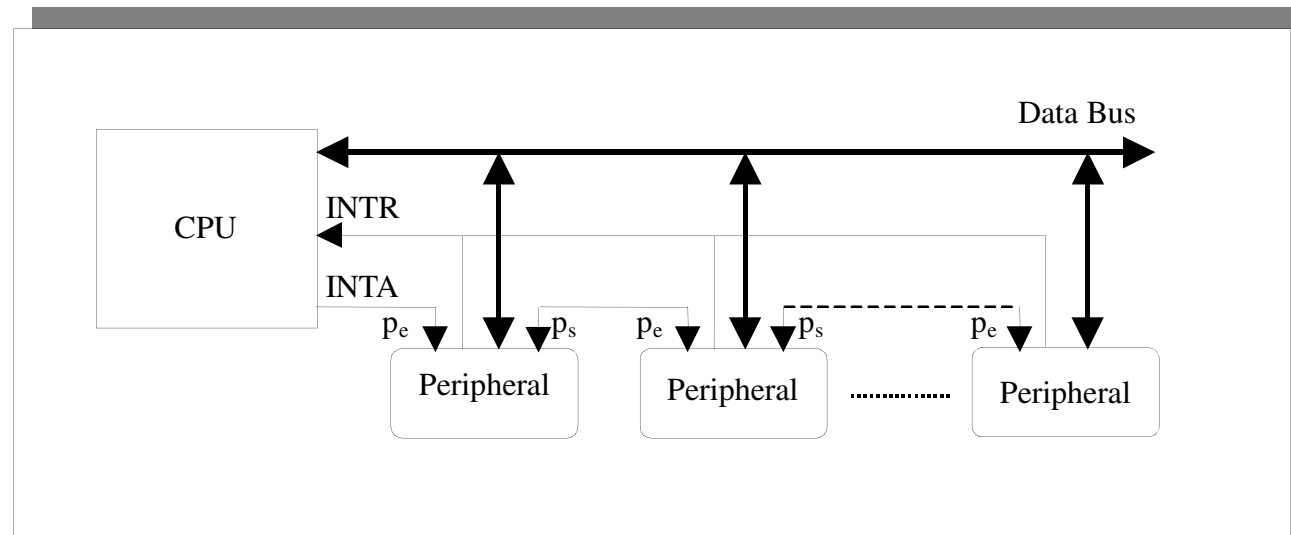 Data Bus
INTR
CPU
INTA
pe
ps
pe
ps
pe
Peripheral
Peripheral
Peripheral